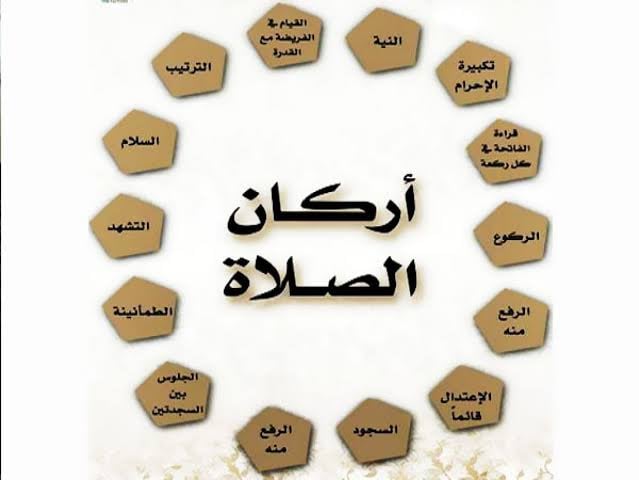 أركان
الصلاة
النية
تكبيرة
الإحرام
قراءة
الفاتحة في
كل ركعة
الركوع
الرفع
منه
الإعتدال
قائماً
السجود
الرفع
منه
الجلوس
بين
السجدتين
الطمأنينة
التشهد
السلام
الترتيب
القيام في
الفريضة مع
القدرة